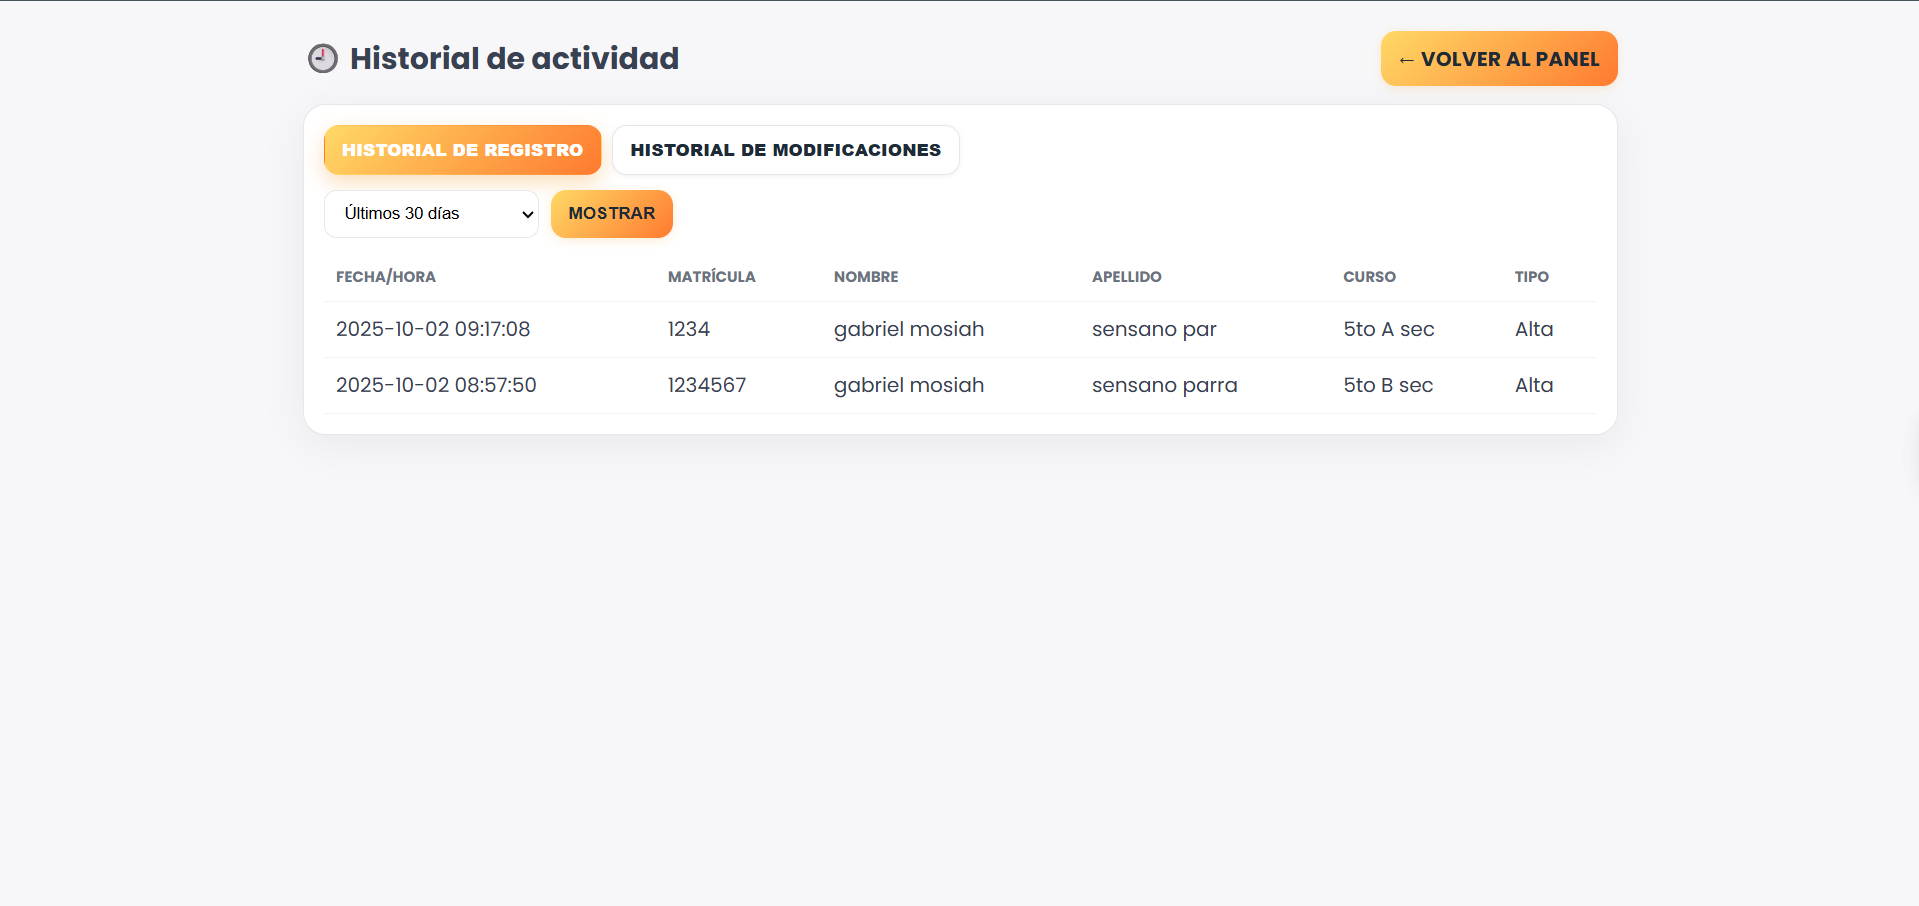 Historial de actividad
← VOLVER AL PANEL
HISTORIAL DE REGISTRO HISTORIAL DE MODIFICACIONES
Últimos 30 días MOSTRAR
FECHA/HORA MATRÍCULA NOMBRE APELLIDO CURSO TIPO
2025-10-02 09:17:08 1234 gabriel mosiah sensano par 5to A sec Alta
2025-10-02 08:57:50 1234567 gabriel mosiah sensano parra 5to B sec Alta